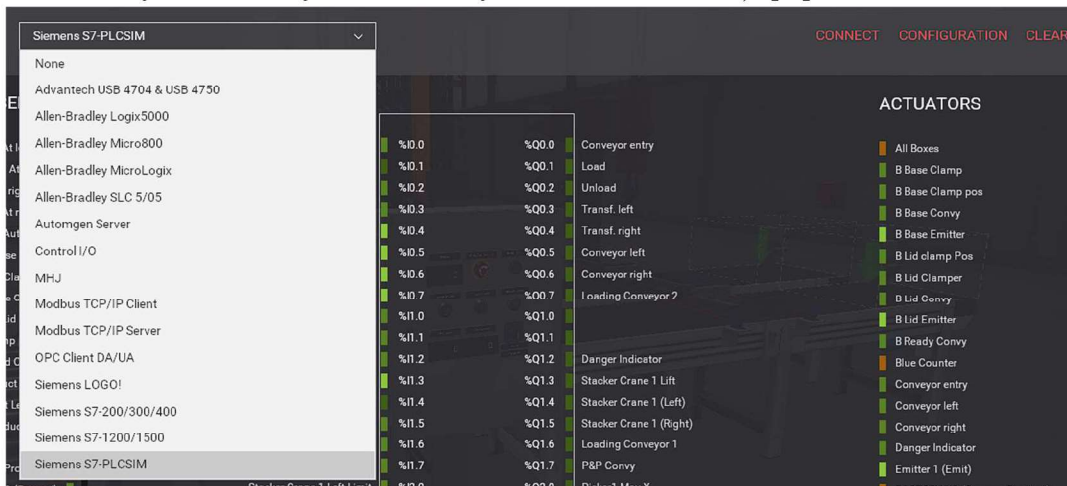 Siemens S7-PLCSIM
CONNECT CONFIGURATION CLEAR
None
Advantech USB 4704 & USB 4750
Allen-Bradley Logix5000
Allen-Bradley Micro800
Allen-Bradley MicroLogix
Allen-Bradley SLC 5/05
Automgen Server
Control I/O
MHJ
Modbus TCP/IP Client
Modbus TCP/IP Server
OPC Client DA/UA
Siemens LOGO!
Siemens S7-200/300/400
Siemens S7-1200/1500
Siemens S7-PLCSIM
%I0.0 %Q0.0 Conveyor entry
%I0.1 %Q0.1 Load
%I0.2 %Q0.2 Unload
%I0.3 %Q0.3 Transf. left
%I0.4 %Q0.4 Transf. right
%I0.5 %Q0.5 Conveyor left
%I0.6 %Q0.6 Conveyor right
%I0.7 %Q0.7 Loading Conveyor 2
%I1.0 %Q1.0
%I1.1 %Q1.1
%I1.2 %Q1.2 Danger Indicator
%I1.3 %Q1.3 Stacker Crane 1 Lift
%I1.4 %Q1.4 Stacker Crane 1 (Left)
%I1.5 %Q1.5 Stacker Crane 1 (Right)
%I1.6 %Q1.6 Loading Conveyor 1
%I1.7 %Q1.7 P&P Convy
Stacker Crane 1 Left Limit %I2.0 %Q2.0
ACTUATORS
All Boxes
B Base Clamp
B Base Clamp pos
B Base Convy
B Base Emitter
B Lid clamp Pos
B Lid Clamper
B Lid Convy
B Lid Emitter
B Ready Convy
Blue Counter
Conveyor entry
Conveyor left
Conveyor right
Danger Indicator
Emitter 1 (Emit)